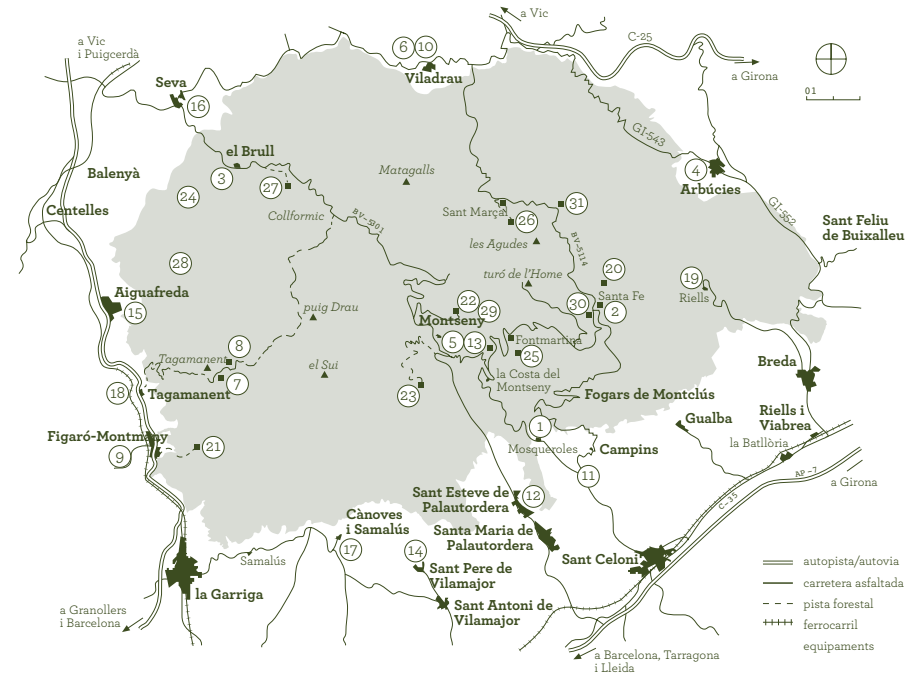 a Vic
C-25
a Girona
a Vic
i Puigcerdà
6
10
Viladrau
Seva
16
0 1
GI-543
el Brull
3
27
Matagalls
4
Arbúcies
Balenyà
24
Centelles
Collformic
BV-5301
Sant Marçal
26
31
GI-552
Sant Feliu
de Buixalleu
BV-5114
les Agudes
28
turó de l'Home
20
19
Riells
Aiguafreda
15
puig Drau
22
29
30
Santa Fe
2
Montseny
5
13
Fontmartina
25
8
Tagamanent
7
el Sui
la Costa del
Montseny
Breda
18
Tagamanent
23
Fogars de Montclús
Gualba
Riells i
Viabrea
Figaró-Montmany
9
21
1
Mosqueroles
Campins
la Batllòria
11
AP-7
a Girona
C-35
Sant Esteve de
Palautordera
12
Cànoves
i Samalús
17
14
Santa Maria de
Palautordera
Sant Celoni
Samalús
Sant Pere de
Vilamajor
la Garriga
Sant Antoni de
Vilamajor
a Granollers
i Barcelona
a Barcelona, Tarragona
i Lleida
autopista/autovia
carretera asfaltada
pista forestal
ferrocarril
equipaments